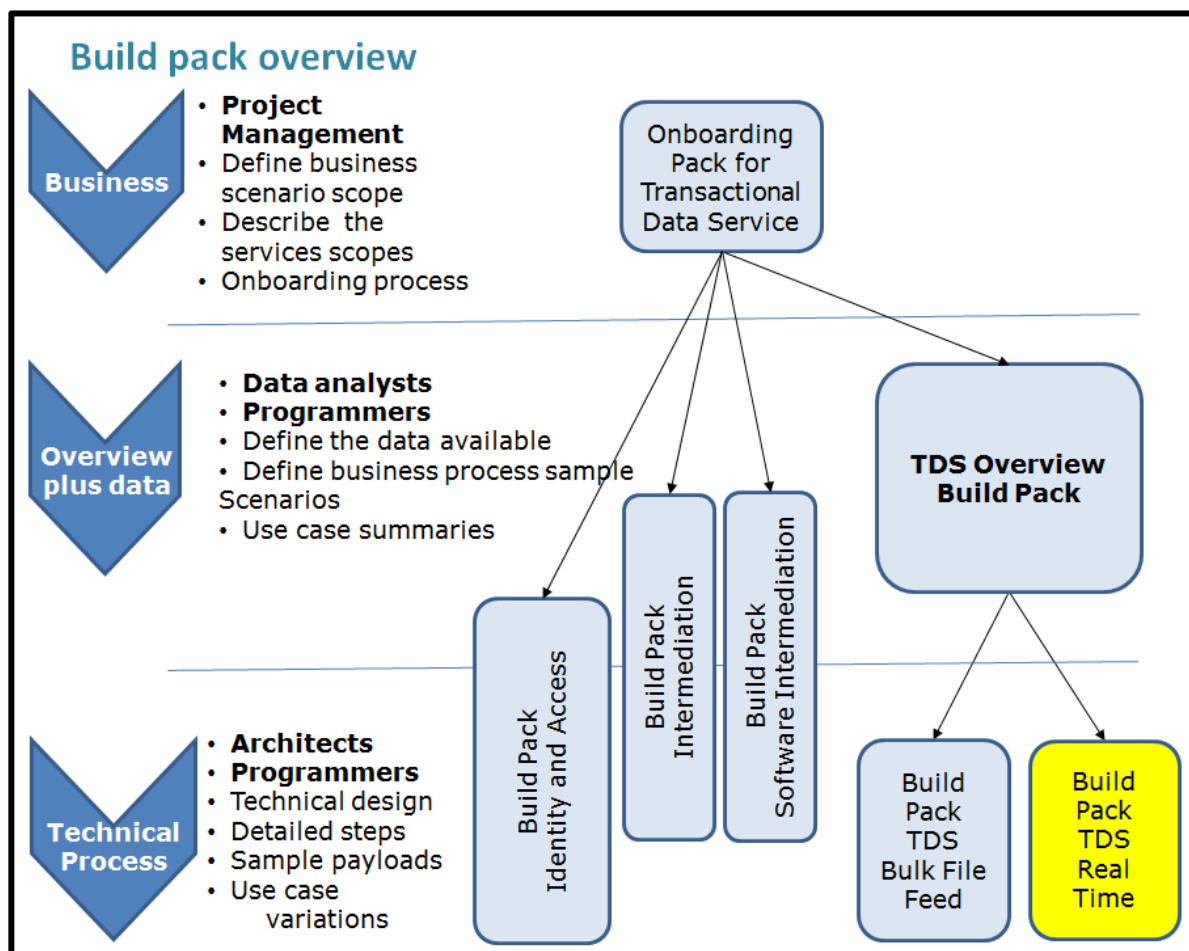 Build pack overview
Business
• Project
Management
• Define business
scenario scope
• Describe the
services scopes
• Onboarding process
Onboarding
Pack for
Transactional
Data Service
Overview
plus data
• Data analysts
• Programmers
• Define the data available
• Define business process sample
Scenarios
• Use case summaries
TDS Overview
Build Pack
Build Pack
Identity and Access
Build Pack
Intermediation
Build Pack
Software Intermediation
Technical
Process
• Architects
• Programmers
• Technical design
• Detailed steps
• Sample payloads
• Use case
variations
Build
Pack
TDS
Bulk File
Feed
Build
Pack
TDS
Real
Time